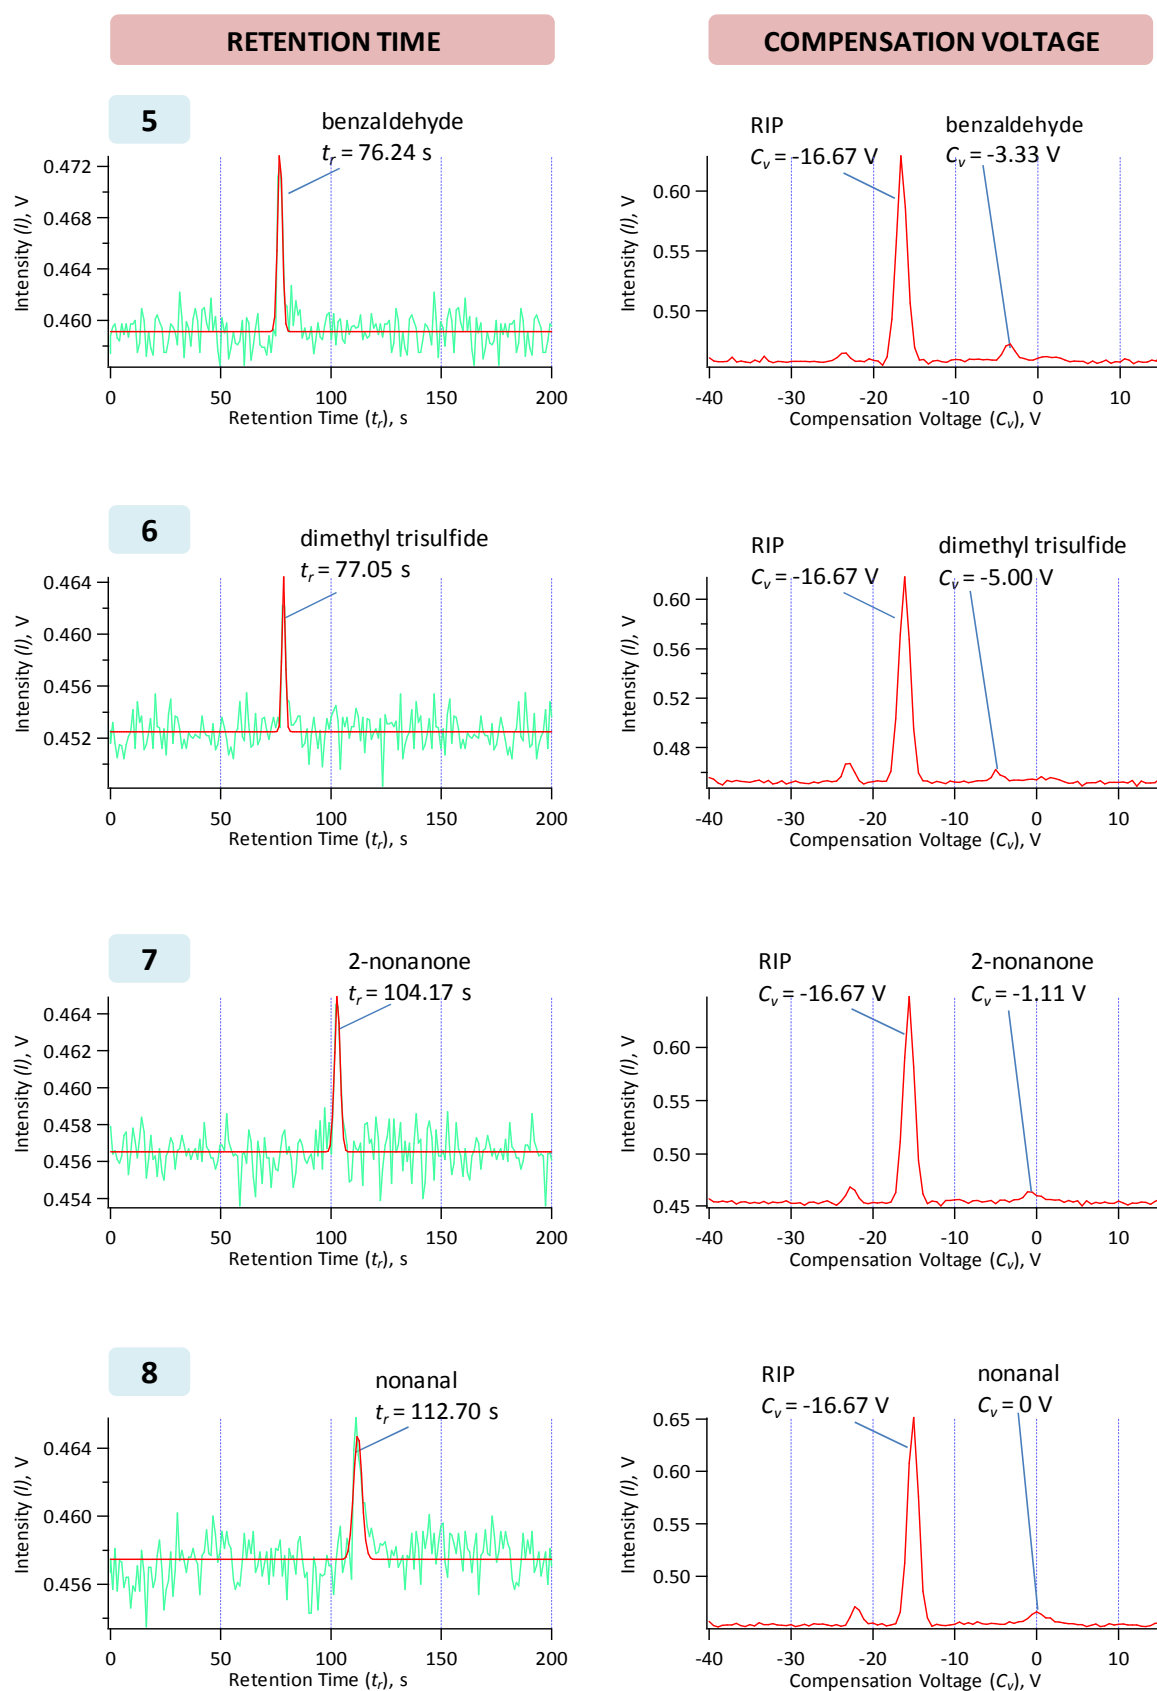 RETENTION TIME
COMPENSATION VOLTAGE
5
benzaldehyde
tr = 76.24 s
0.472
0.468
0.464
0.460
Intensity (I), V
0
50
100
150
200
Retention Time (tr), s
RIP
Cv = -16.67 V
benzaldehyde
Cv = -3.33 V
0.60
0.55
0.50
Intensity (I), V
-40
-30
-20
-10
0
10
Compensation Voltage (Cv), V
6
dimethyl trisulfide
tr = 77.05 s
0.464
0.460
0.456
0.452
Intensity (I), V
0
50
100
150
200
Retention Time (tr), s
RIP
Cv = -16.67 V
dimethyl trisulfide
Cv = -5.00 V
0.60
0.56
0.52
0.48
Intensity (I), V
-40
-30
-20
-10
0
10
Compensation Voltage (Cv), V
7
2-nonanone
tr = 104.17 s
0.464
0.462
0.460
0.458
0.456
0.454
Intensity (I), V
0
50
100
150
200
Retention Time (tr), s
RIP
Cv = -16.67 V
2-nonanone
Cv = -1.11 V
0.60
0.55
0.50
0.45
Intensity (I), V
-40
-30
-20
-10
0
10
Compensation Voltage (Cv), V
8
nonanal
tr = 112.70 s
0.464
0.460
0.456
Intensity (I), V
0
50
100
150
200
Retention Time (tr), s
RIP
Cv = -16.67 V
nonanal
Cv = 0 V
0.65
0.60
0.55
0.50
Intensity (I), V
-40
-30
-20
-10
0
10
Compensation Voltage (Cv), V